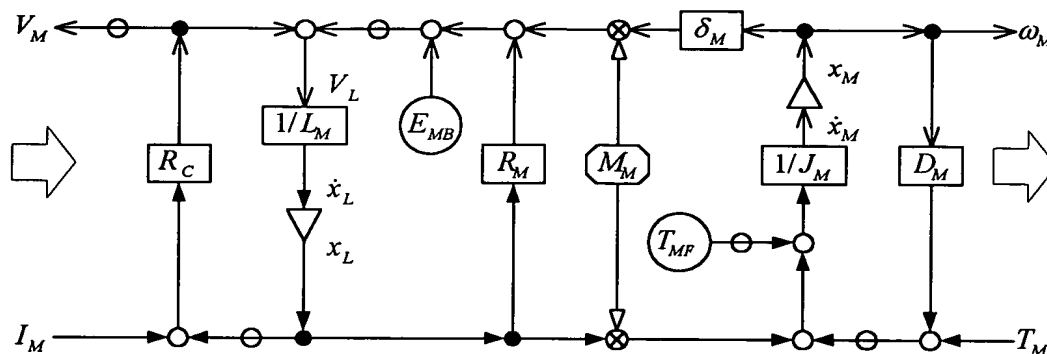 V_M δ_M ω_M
x_M
V_L
1/L_M E_MB ẋ_M
R_C R_M M_M 1/J_M D_M
ẋ_L
x_L T_MF
I_M T_M